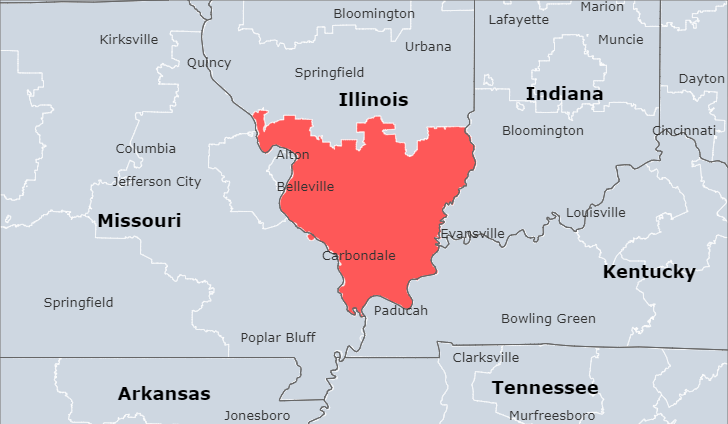 Marion
Bloomington
Lafayette
Kirksville
Muncie
Urbana
Quincy
Springfield
Dayton
Illinois
Indiana
Bloomington
Cincinnati
Columbia
Alton
Jefferson City
Belleville
Louisville
Missouri
Evansville
Carbondale
Kentucky
Springfield
Paducah
Bowling Green
Poplar Bluff
Clarksville
Arkansas
Tennessee
Jonesboro
Murfreesboro